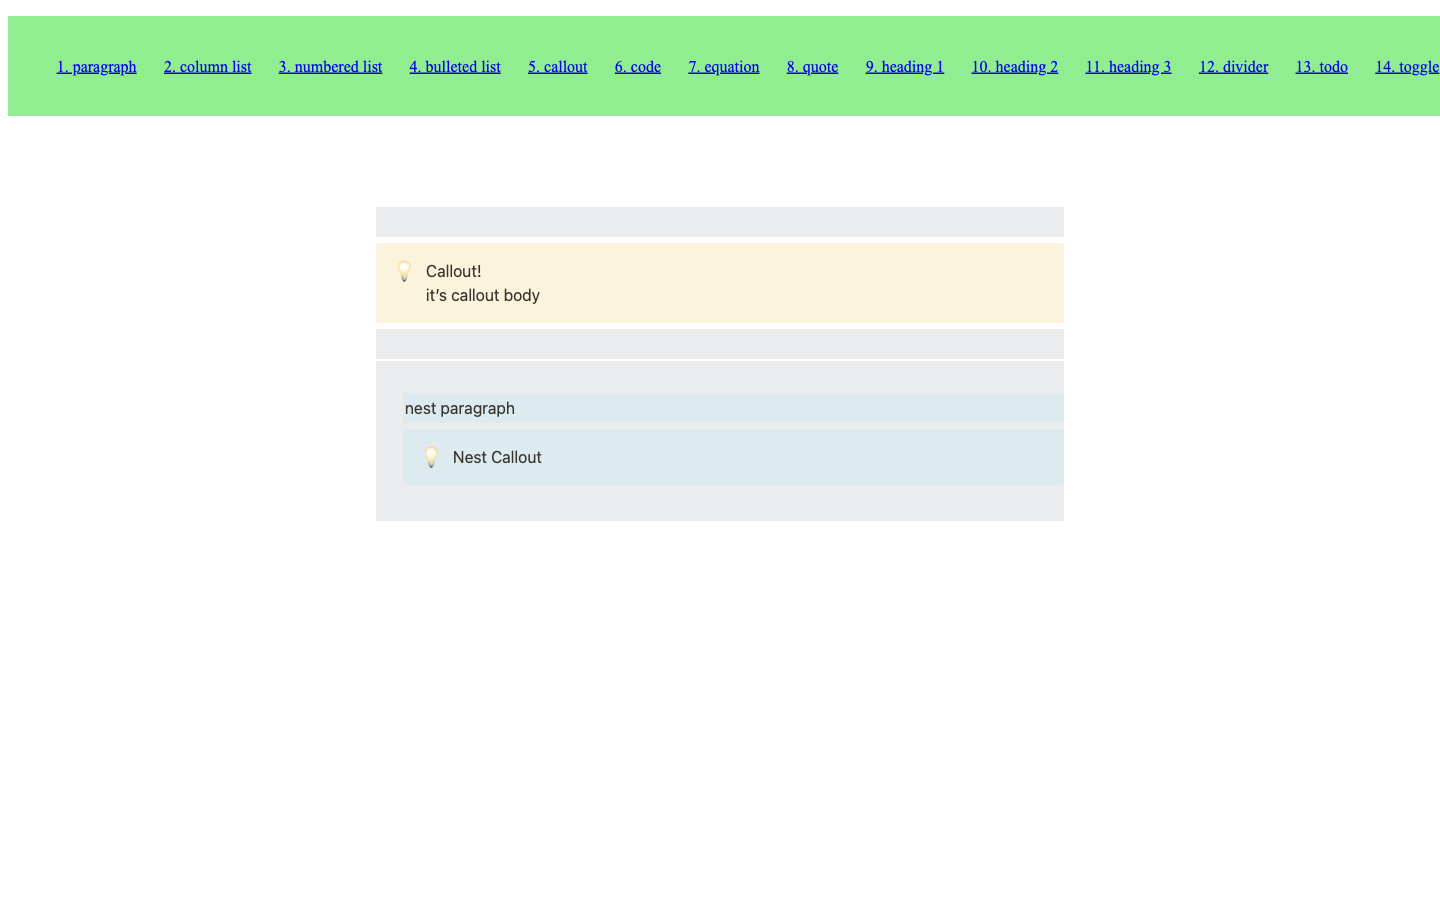 1. paragraph 2. column list 3. numbered list 4. bulleted list 5. callout 6. code 7. equation 8. quote 9. heading 1 10. heading 2 11. heading 3 12. divider 13. todo 14. toggle
Callout!
it’s callout body
nest paragraph
Nest Callout